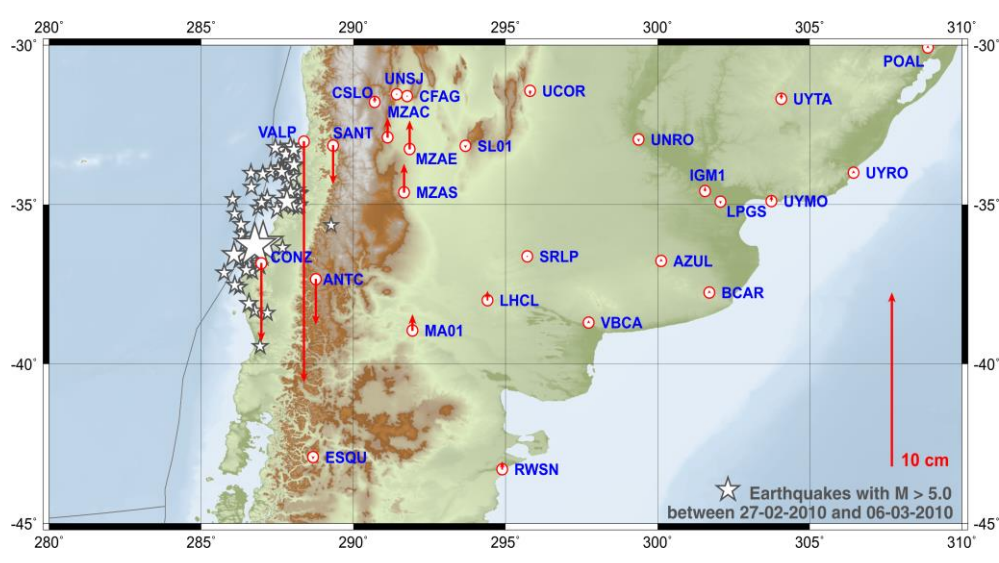 280˚ 285˚ 290˚ 295˚ 300˚ 305˚ 310˚
-30˚ -30˚
POAL
UNSJ
CSLO CFAG UCOR UYTA
MZAC
VALP SANT UNRO
SL01
MZAE
IGM1 UYRO
MZAS
-35˚ UYMO -35˚
LPGS
CONZ SRLP AZUL
ANTC
BCAR
LHCL
VBCA
MA01
-40˚ -40˚
ESQU 10 cm
RWSN
Earthquakes with M > 5.0
between 27-02-2010 and 06-03-2010
-45˚ -45˚
280˚ 285˚ 290˚ 295˚ 300˚ 305˚ 310˚